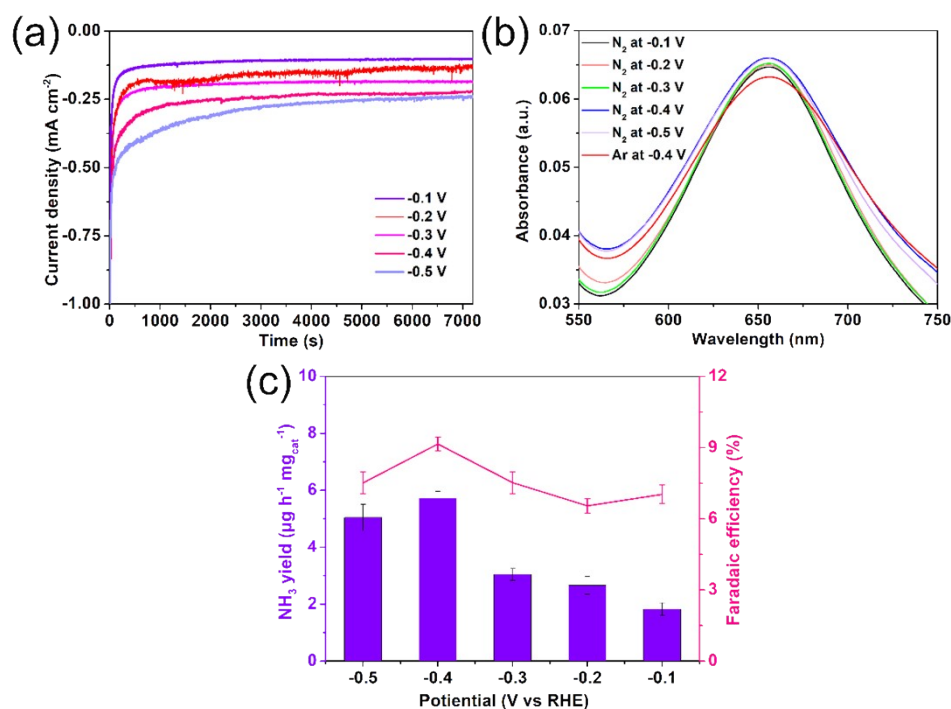 (a)
0.00
-0.25
-0.50
-0.75
-1.00
Current density (mA cm⁻²)
-0.1 V
-0.2 V
-0.3 V
-0.4 V
-0.5 V
0 1000 2000 3000 4000 5000 6000 7000
Time (s)
(b)
0.07
0.06
0.05
0.04
0.03
Absorbance (a.u.)
N₂ at -0.1 V
N₂ at -0.2 V
N₂ at -0.3 V
N₂ at -0.4 V
N₂ at -0.5 V
Ar at -0.4 V
550 600 650 700 750
Wavelength (nm)
(c)
10
8
6
4
2
0
NH₃ yield (μg h⁻¹ mg_cat⁻¹)
12
9
6
3
0
Faradaic efficiency (%)
-0.5 -0.4 -0.3 -0.2 -0.1
Potiential (V vs RHE)